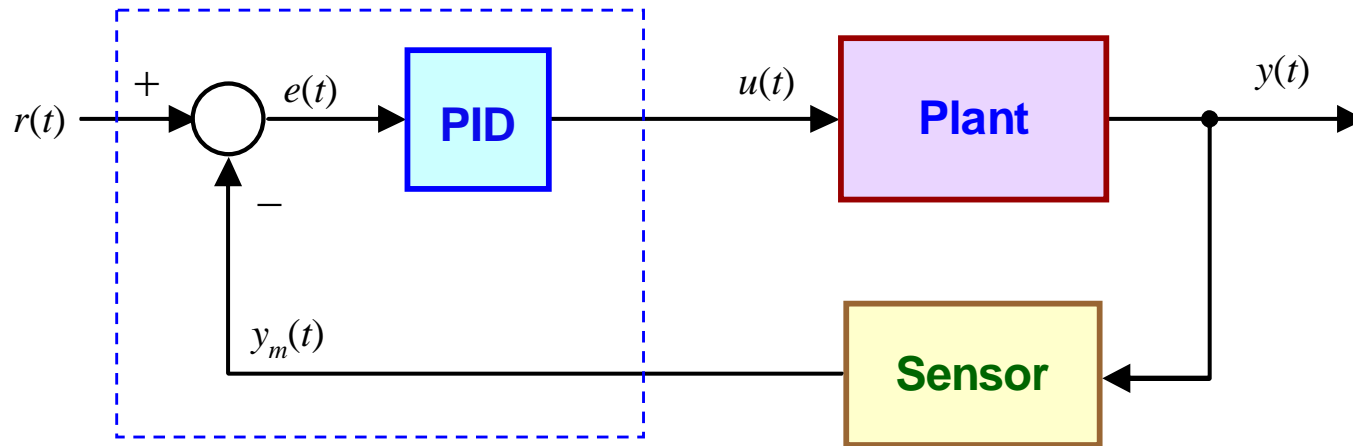 +
r(t)
e(t)
PID
u(t)
Plant
y(t)
−
yₘ(t)
Sensor